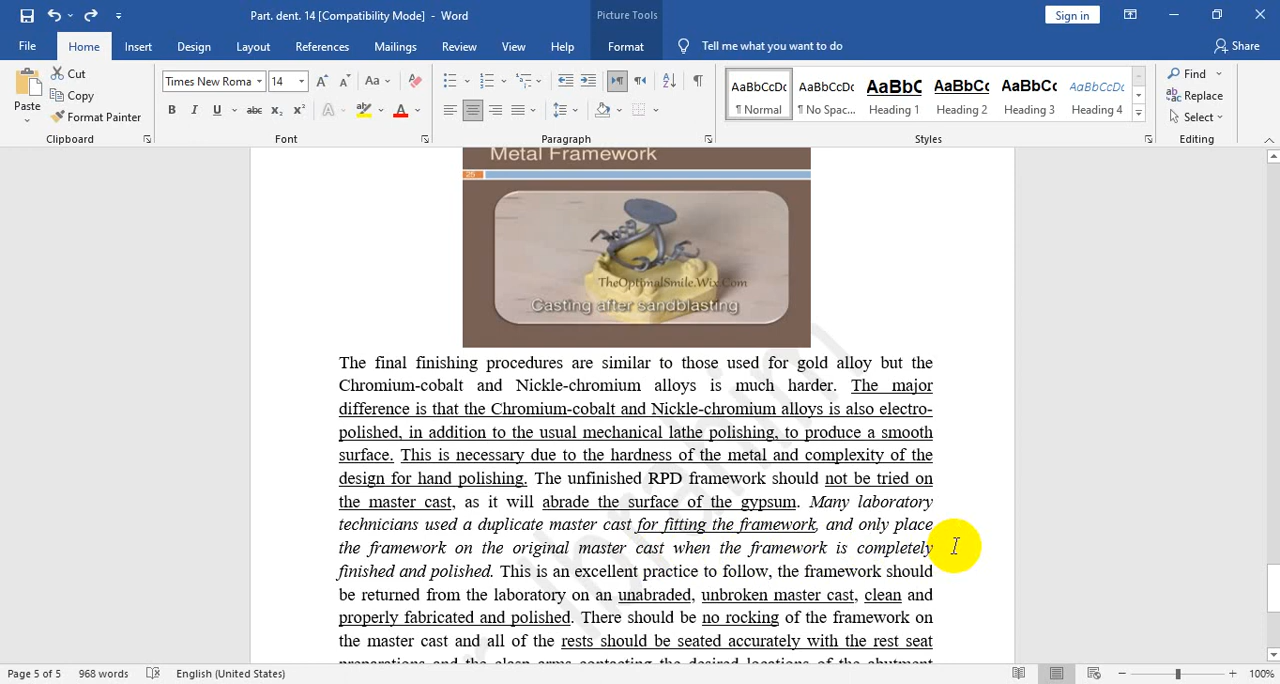 Part. dent. 14 [Compatibility Mode] - Word
Picture Tools
Sign in
File
Home
Insert
Design
Layout
References
Mailings
Review
View
Help
Format
Tell me what you want to do
Share
Paste
Cut
Copy
Format Painter
Clipboard
Times New Roma
14
Font
Paragraph
AaBbCcDc
¶ Normal
AaBbCcDc
¶ No Spac...
AaBbC
Heading 1
AaBbCc
Heading 2
AaBbCc
Heading 3
AaBbCcDc
Heading 4
Styles
Find
Replace
Select
Editing
Metal Framework
25
TheOptimalSmile.Wix.Com
Casting after sandblasting
The final finishing procedures are similar to those used for gold alloy but the
Chromium-cobalt and Nickle-chromium alloys is much harder. The major
difference is that the Chromium-cobalt and Nickle-chromium alloys is also electro-
polished, in addition to the usual mechanical lathe polishing, to produce a smooth
surface. This is necessary due to the hardness of the metal and complexity of the
design for hand polishing. The unfinished RPD framework should not be tried on
the master cast, as it will abrade the surface of the gypsum. Many laboratory
technicians used a duplicate master cast for fitting the framework, and only place
the framework on the original master cast when the framework is completely
finished and polished. This is an excellent practice to follow, the framework should
be returned from the laboratory on an unabraded, unbroken master cast, clean and
properly fabricated and polished. There should be no rocking of the framework on
the master cast and all of the rests should be seated accurately with the rest seat
preparations and the clasp arms contacting the desired locations of the abutment
Page 5 of 5
968 words
English (United States)
100%